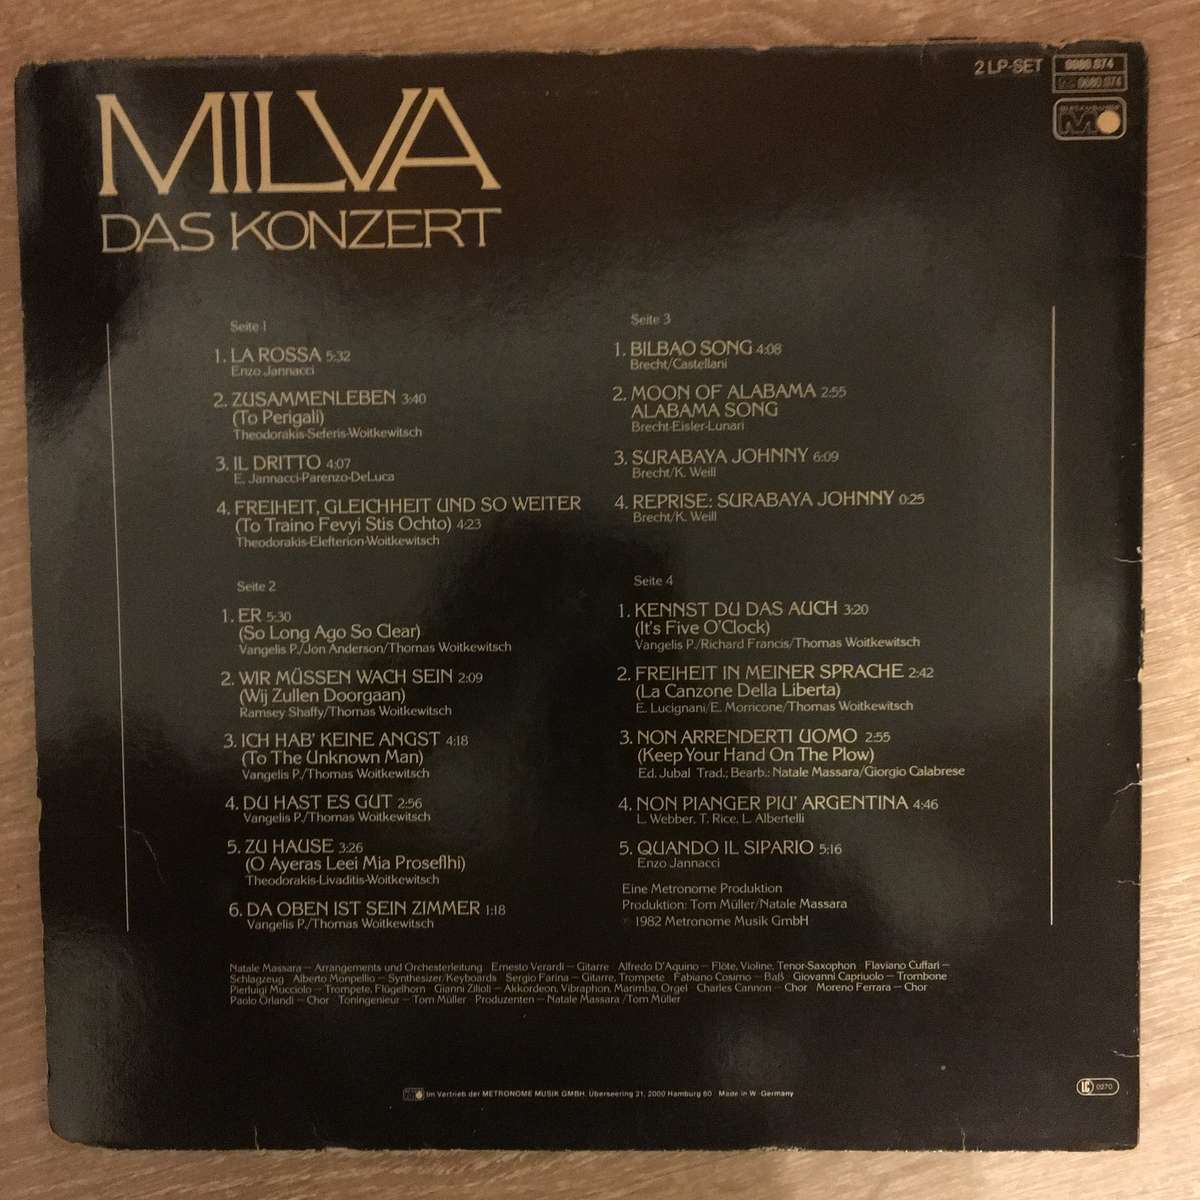 MILVA
DAS KONZERT
2 LP-SET
0080.074
0080.074
Seite 1
1. LA ROSSA 5:32
Enzo Jannacci
2. ZUSAMMENLEBEN 3:40
(To Perigali)
Theodorakis-Seferis-Woitkewitsch
3. IL DRITTO 4:07
E. Jannacci-Parenzo-DeLuca
4. FREIHEIT, GLEICHHEIT UND SO WEITER
(To Traino Fevyi Stis Ochto) 4:23
Theodorakis-Elefterion-Woitkewitsch
Seite 2
1. ER 5:30
(So Long Ago So Clear)
Vangelis P./Jon Anderson/Thomas Woitkewitsch
2. WIR MÜSSEN WACH SEIN 2:09
(Wij Zullen Doorgaan)
Ramsey Shaffy/Thomas Woitkewitsch
3. ICH HAB' KEINE ANGST 4:18
(To The Unknown Man)
Vangelis P./Thomas Woitkewitsch
4. DU HAST ES GUT 2:56
Vangelis P./Thomas Woitkewitsch
5. ZU HAUSE 3:26
(O Ayeras Leei Mia Proseflhi)
Theodorakis-Livaditis-Woitkewitsch
6. DA OBEN IST SEIN ZIMMER 1:18
Vangelis P./Thomas Woitkewitsch
Seite 3
1. BILBAO SONG 4:08
Brecht/Castellani
2. MOON OF ALABAMA 2:55
ALABAMA SONG
Brecht-Eisler-Lunari
3. SURABAYA JOHNNY 6:09
Brecht/K. Weill
4. REPRISE: SURABAYA JOHNNY 0:25
Brecht/K. Weill
Seite 4
1. KENNST DU DAS AUCH 3:20
(It's Five O'Clock)
Vangelis P./Richard Francis/Thomas Woitkewitsch
2. FREIHEIT IN MEINER SPRACHE 2:42
(La Canzone Della Liberta)
E. Lucignani/E. Morricone/Thomas Woitkewitsch
3. NON ARRENDERTI UOMO 2:55
(Keep Your Hand On The Plow)
Ed. Jubal Trad.; Bearb.: Natale Massara/Giorgio Calabrese
4. NON PIANGER PIU' ARGENTINA 4:46
L. Webber, T. Rice, L. Albertelli
5. QUANDO IL SIPARIO 5:16
Enzo Jannacci
Eine Metronome Produktion
Produktion: Tom Müller/Natale Massara
℗ 1982 Metronome Musik GmbH
Natale Massara – Arrangements und Orchesterleitung Ernesto Verardi – Gitarre Alfredo D'Aquino – Flöte, Violine, Tenor-Saxophon Flaviano Cuffari –
Schlagzeug Alberto Mompellio – Synthesizer/Keyboards Sergio Farina – Gitarre, Trompete Fabiano Cosimo – Baß Giovanni Capriuolo – Trombone
Pierluigi Mucciolo – Trompete, Flügelhorn Gianni Zilioli – Akkordeon, Vibraphon, Marimba, Orgel Charles Cannon – Chor Moreno Ferrara – Chor
Paolo Orlandi – Chor Toningenieur – Tom Müller Produzenten – Natale Massara/Tom Müller
Im Vertrieb der METRONOME MUSIK GMBH, Überseering 21, 2000 Hamburg 60 Made in W.-Germany
LC 0270